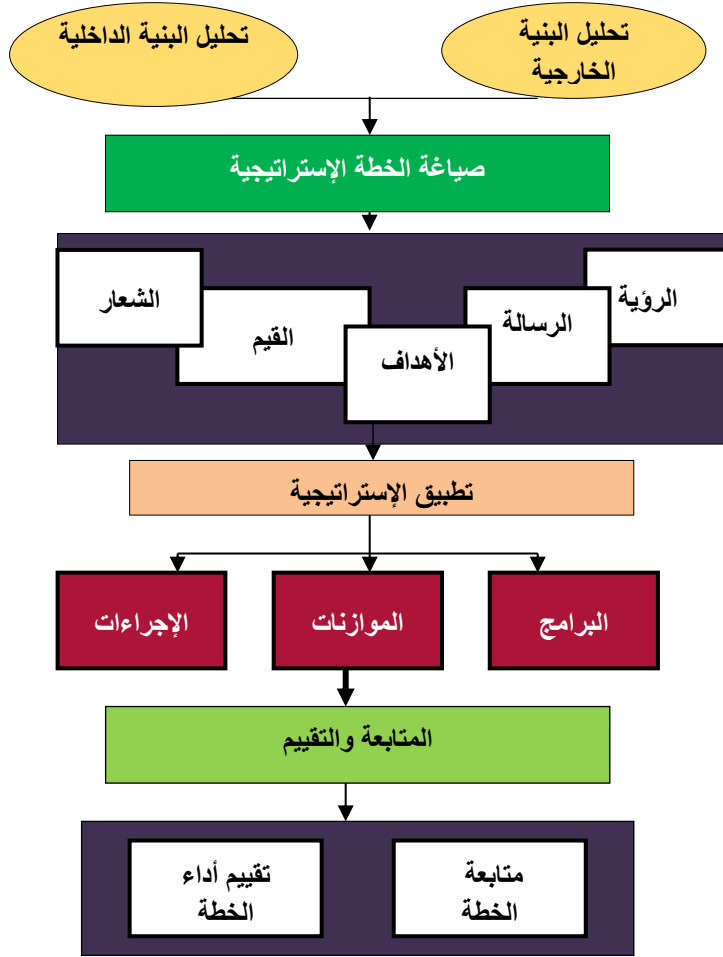 تحليل البنية
الخارجية
تحليل البنية الداخلية
صياغة الخطة الإستراتيجية
الرؤية
الرسالة
الأهداف
القيم
الشعار
تطبيق الإستراتيجية
البرامج
الموازنات
الإجراءات
المتابعة والتقييم
متابعة
الخطة
تقييم أداء
الخطة